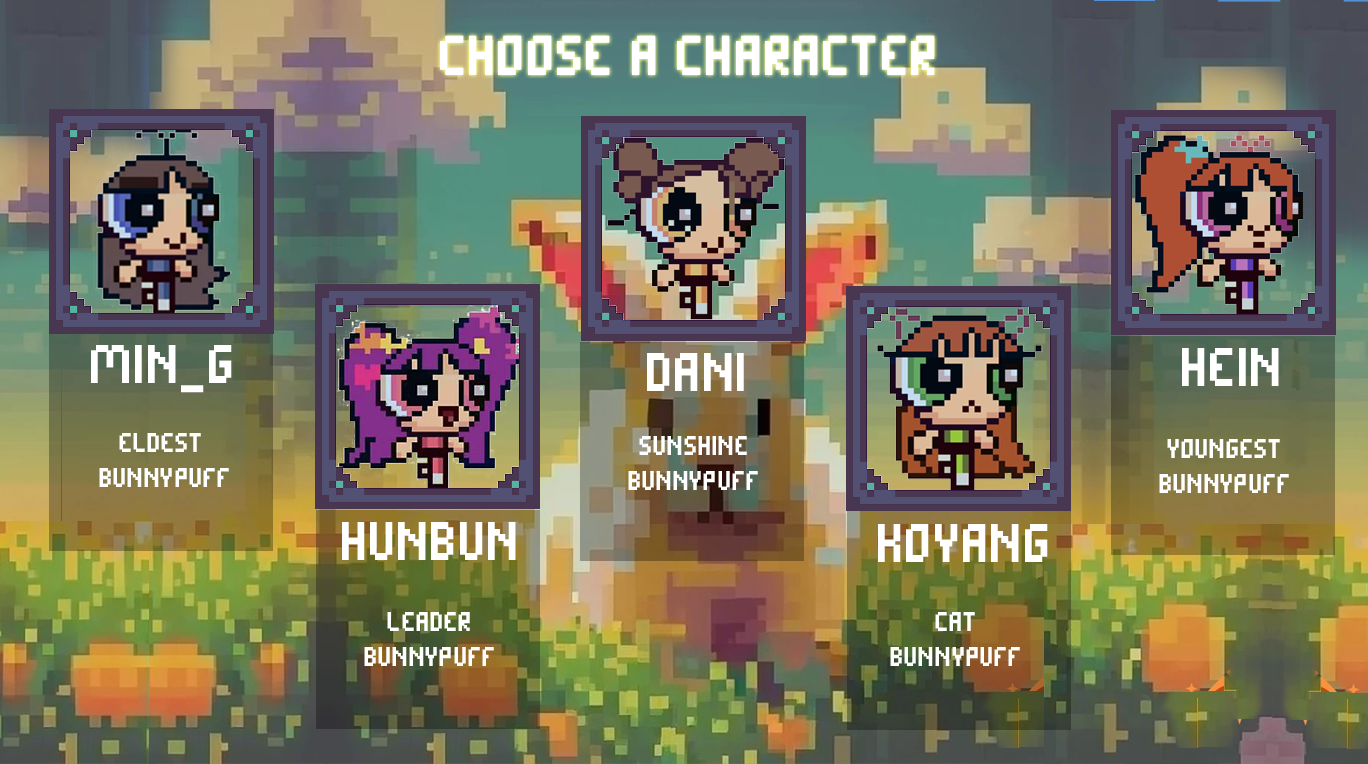 CHOOSE A CHARACTER
MIN_G
ELDEST
BUNNYPUFF
HUNBUN
LEADER
BUNNYPUFF
DANI
SUNSHINE
BUNNYPUFF
KOYANG
CAT
BUNNYPUFF
HEIN
YOUNGEST
BUNNYPUFF